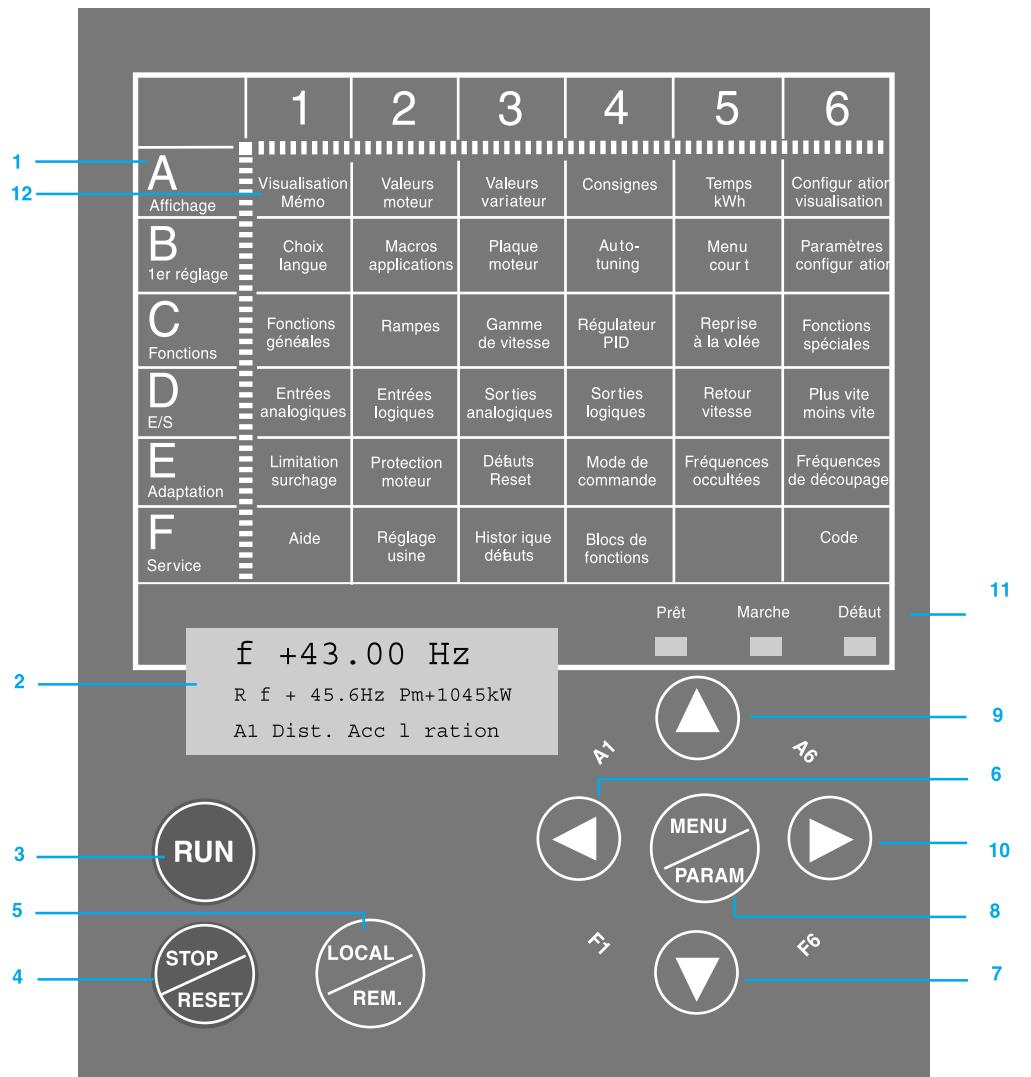 1 2 3 4 5 6
1
A
Affichage
12
Visualisation Mémo
Valeurs moteur
Valeurs variateur
Consignes
Temps kWh
Configur ation visualisation
B
1er réglage
Choix langue
Macros applications
Plaque moteur
Auto- tuning
Menu cour t
Paramètres configur ation
C
Fonctions
Fonctions générales
Rampes
Gamme de vitesse
Régulateur PID
Reprise à la volée
Fonctions spéciales
D
E/S
Entrées analogiques
Entrées logiques
Sorties analogiques
Sorties logiques
Retour vitesse
Plus vite moins vite
E
Adaptation
Limitation surchage
Protection moteur
Défauts Reset
Mode de commande
Fréquences occultées
Fréquences de découpage
F
Service
Aide
Réglage usine
Histor ique défauts
Blocs de fonctions
Code
11
Prêt Marche Défaut
2
f +43.00 Hz
R f + 45.6Hz Pm+1045kW
A1 Dist. Acc l ration
9
A1
A6
6
3
RUN
MENU
PARAM
10
8
5
4
STOP
RESET
LOCAL
REM.
F1
F6
7